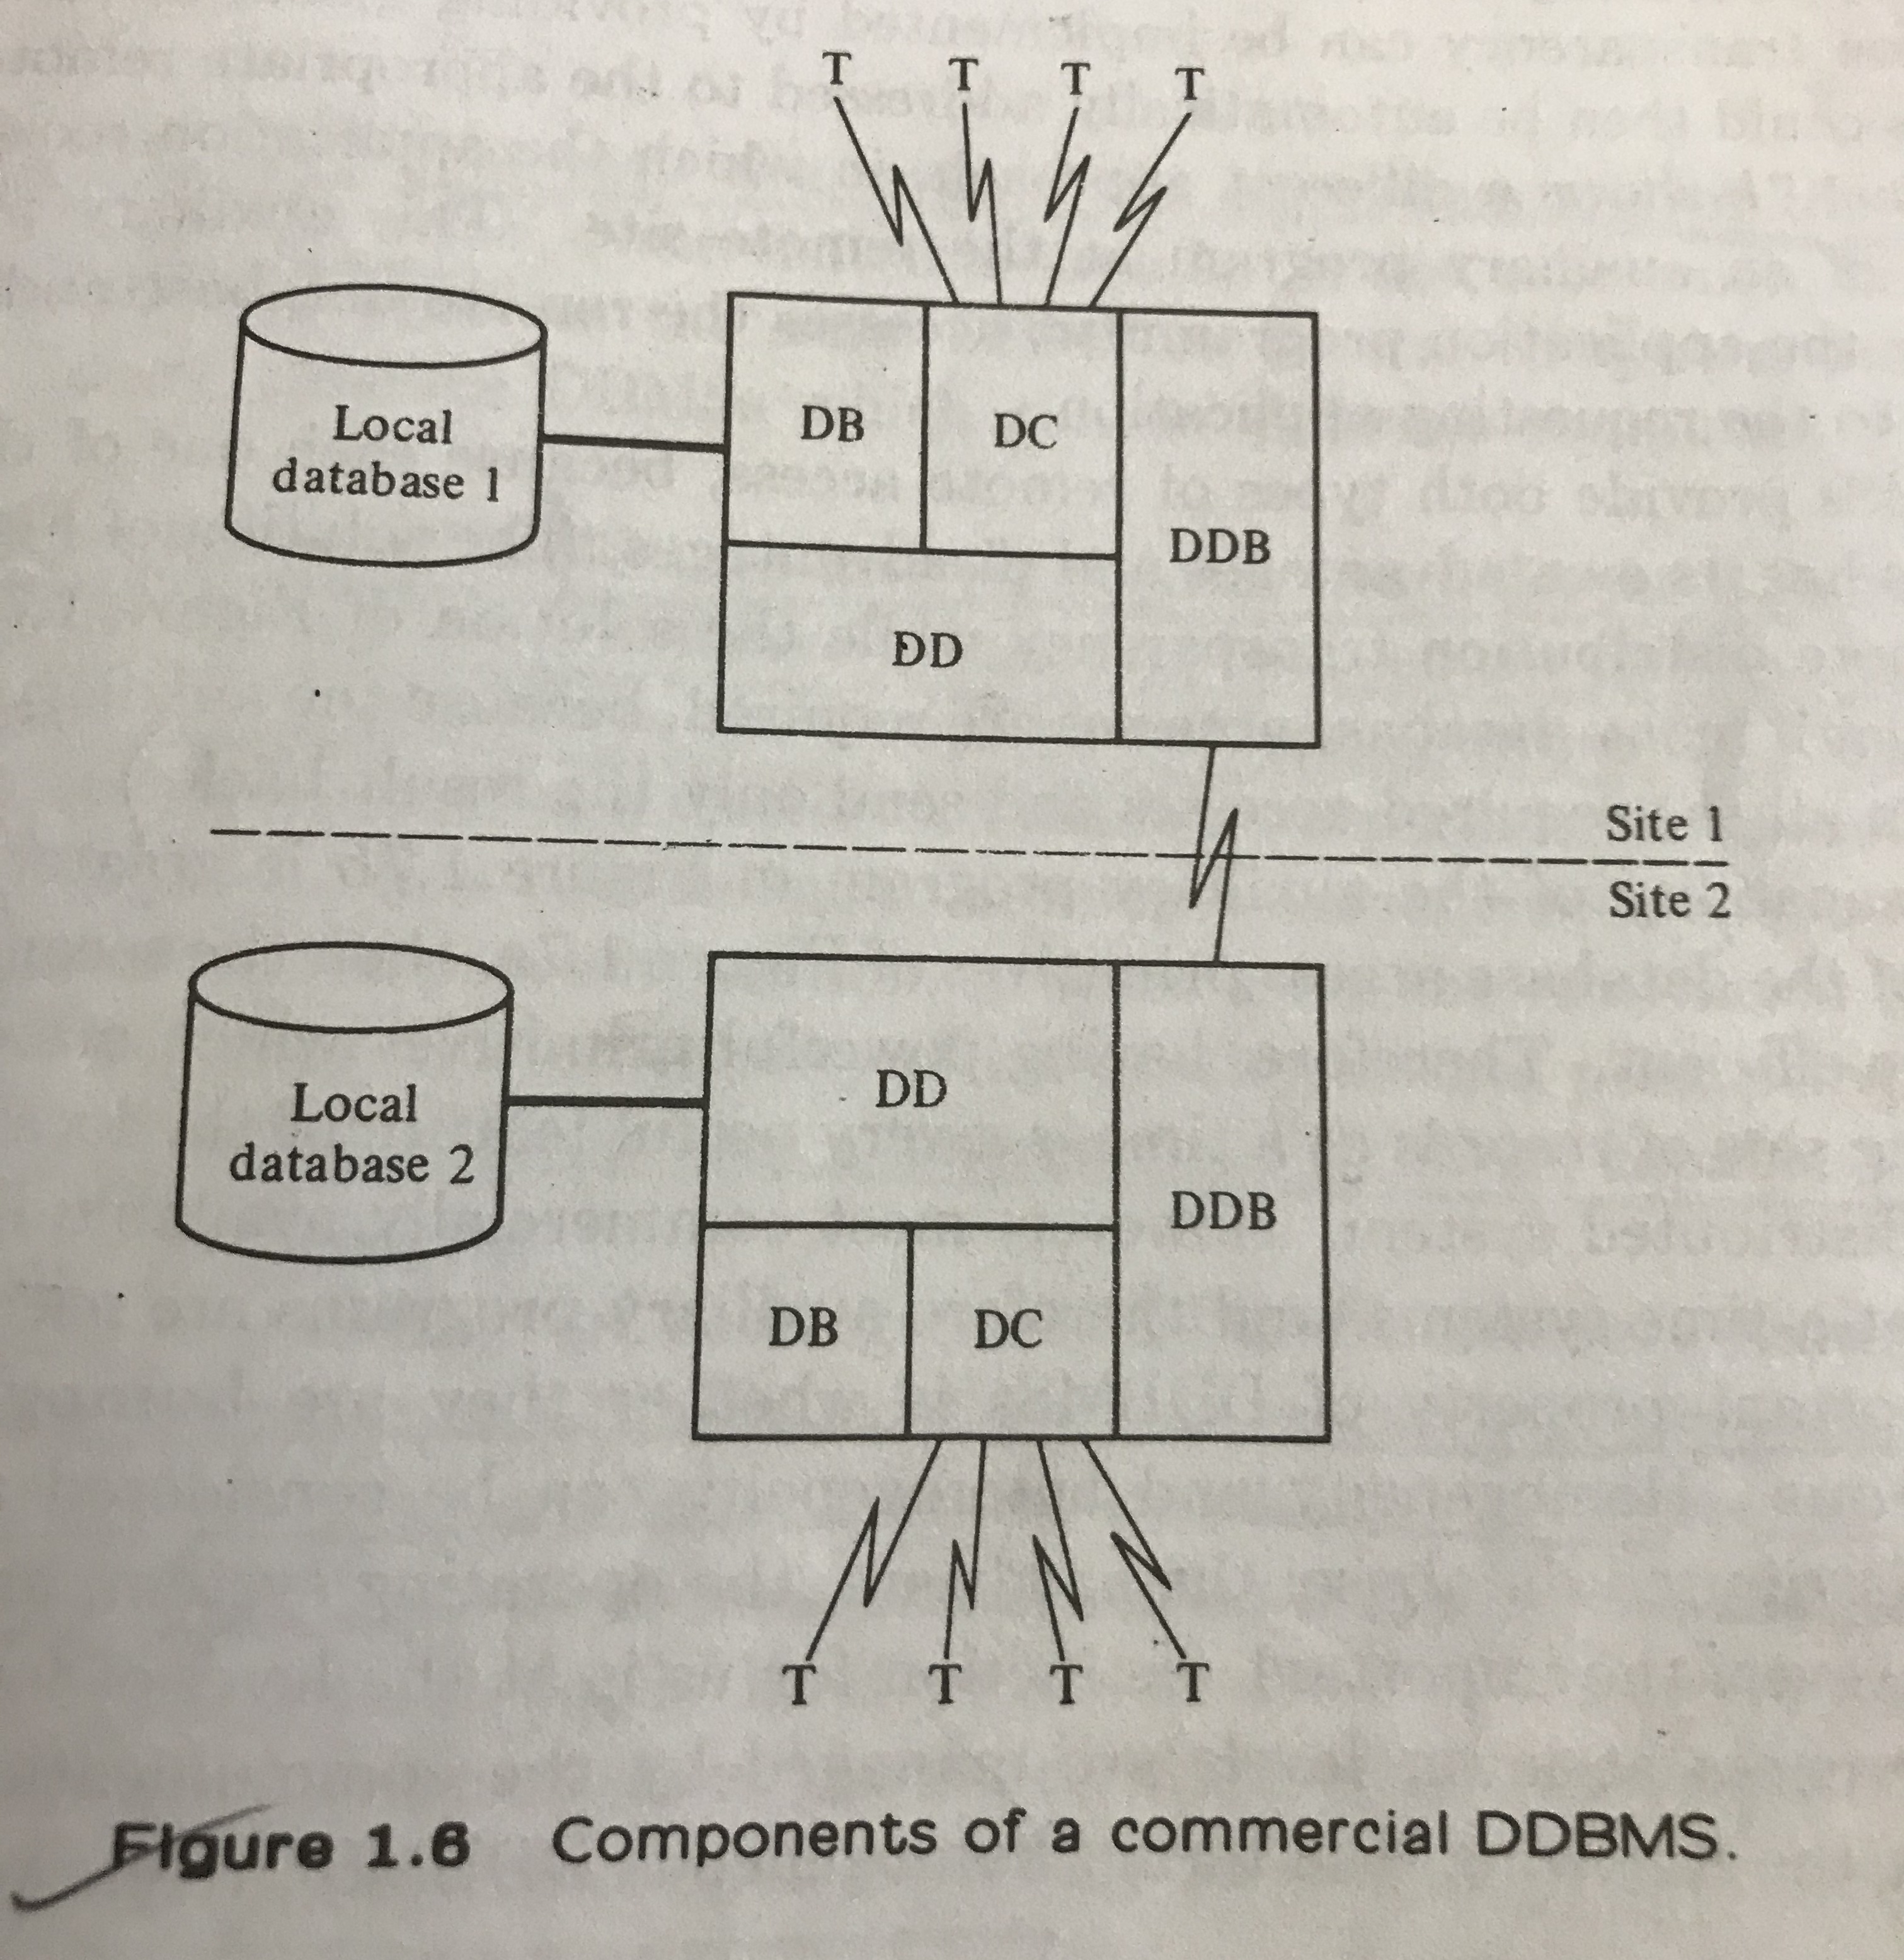 T T T T
Local
database 1
DB DC
DDB
DD
Site 1
Site 2
Local
database 2
DD
DDB
DB DC
T T T T
Figure 1.6 Components of a commercial DDBMS.